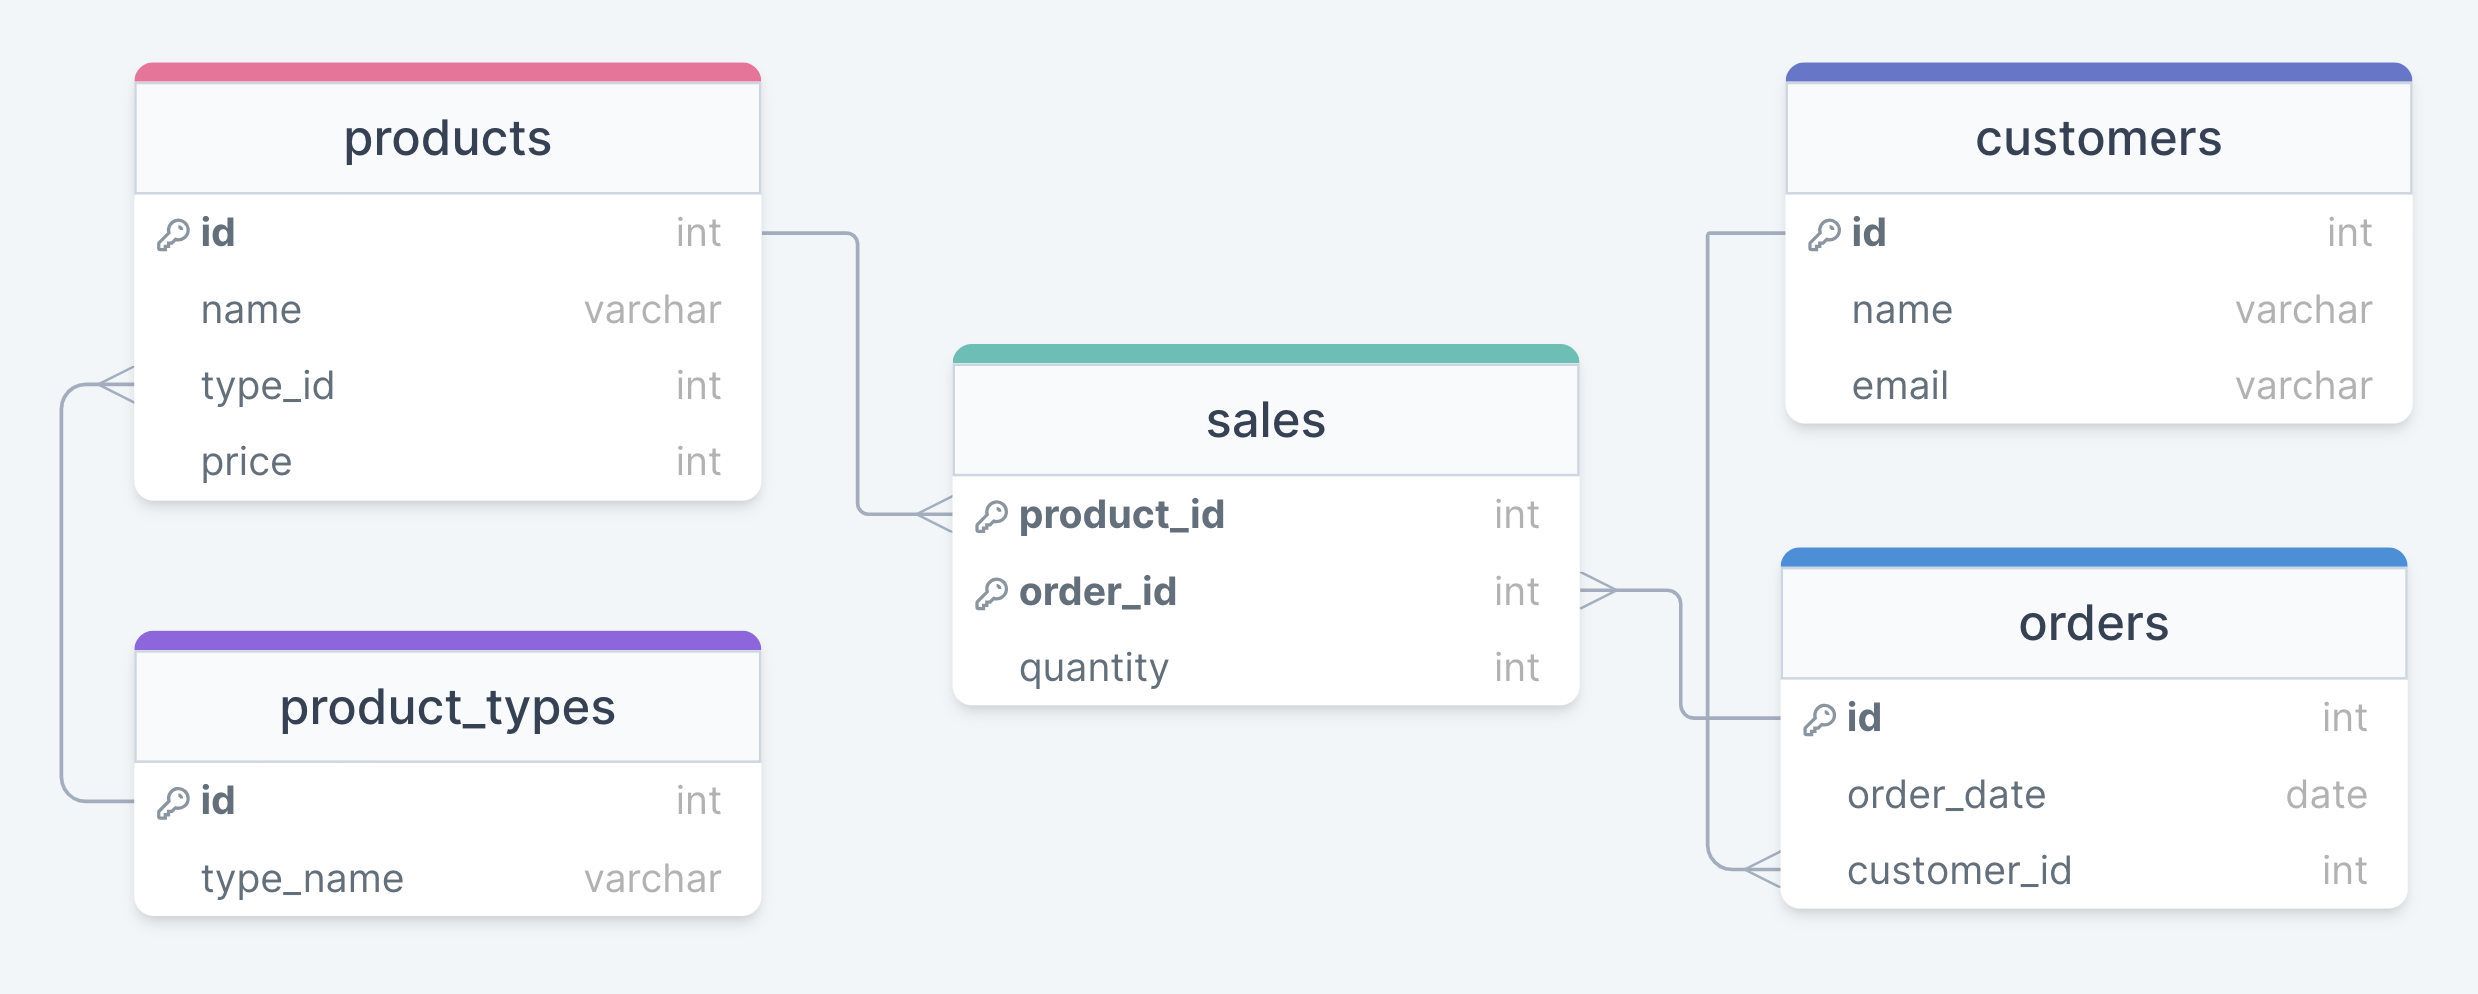 products
id int
name varchar
type_id int
price int
product_types
id int
type_name varchar
sales
product_id int
order_id int
quantity int
customers
id int
name varchar
email varchar
orders
id int
order_date date
customer_id int